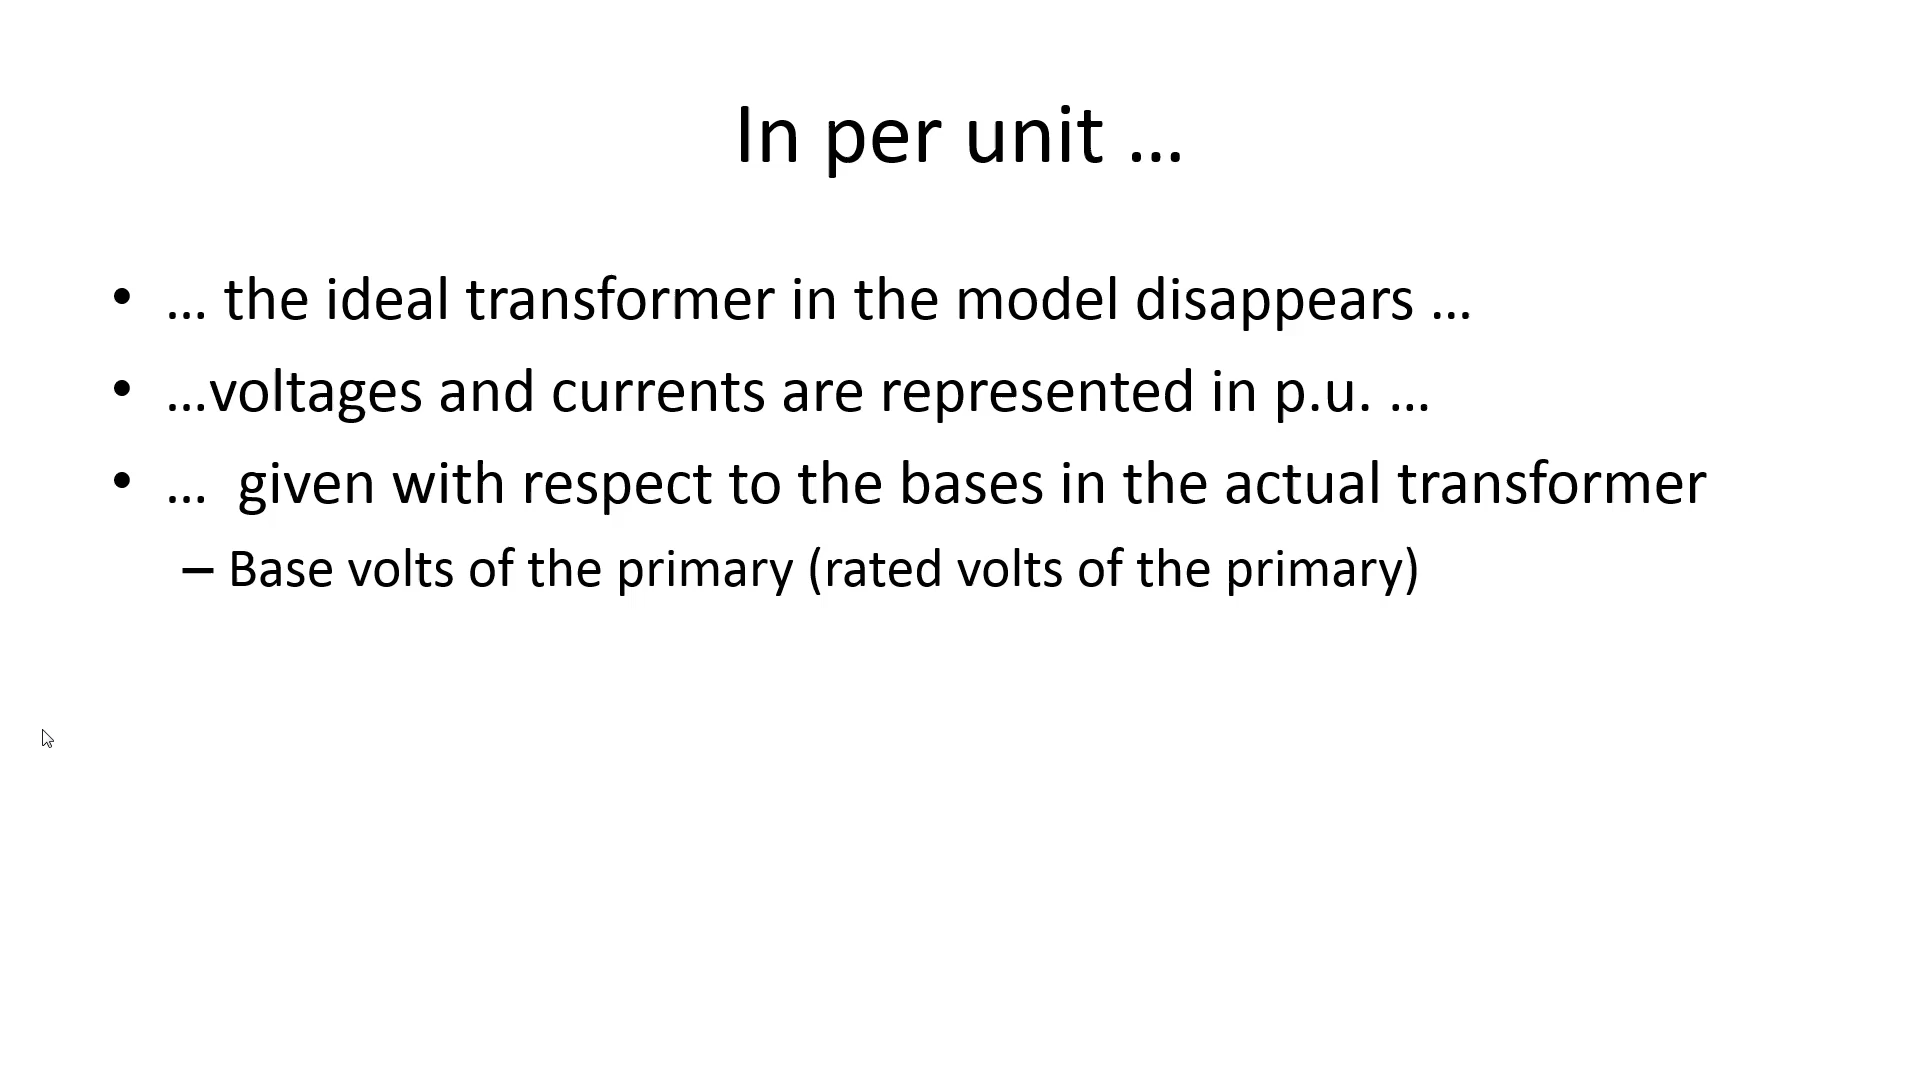 In per unit …
• … the ideal transformer in the model disappears …
• …voltages and currents are represented in p.u. …
• … given with respect to the bases in the actual transformer
– Base volts of the primary (rated volts of the primary)